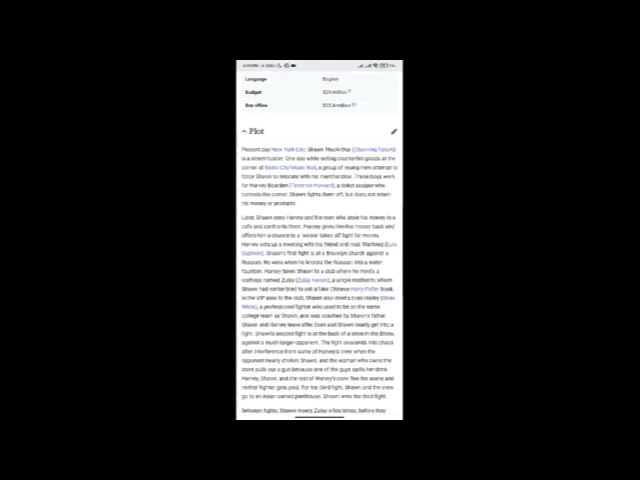 Language English
Budget
Box office
Plot
Present day New York City: Shawn MacArthur (Channing Tatum)
is a street hustler. One day while selling counterfeit goods at the
corner of Radio City Music Hall, a group of young men attempt to
force Shawn to relocate with his merchandise. These boys work
for Harvey Boarden (Terrence Howard), a ticket scalper who
controls the corner. Shawn fights them off, but does not retain
his money or products.
Later, Shawn sees Harvey and the men who stole his money in a
cafe and confronts them. Harvey gives him his money back and
offers him a chance to a 'winner takes all' fight for money.
Harvey sets up a meeting with his friend and rival, Martinez (Luis
Guzmán). Shawn's first fight is at a Brooklyn church against a
Russian. He wins when he knocks the Russian into a water
fountain. Harvey takes Shawn to a club where he meets a
waitress named Zulay (Zulay Henao), a single mother to whom
Shawn had earlier tried to sell a fake Chinese Harry Potter book.
In the VIP area to the club, Shawn also meets Evan Hailey (Brian
White), a professional fighter who used to be on the same
college team as Shawn, and was coached by Shawn's father.
Shawn and Harvey leave after Evan and Shawn nearly get into a
fight. Shawn's second fight is at the back of a store in the Bronx,
against a much larger opponent. The fight descends into chaos
after interference from some of Harvey's crew when the
opponent nearly chokes Shawn, and the woman who owns the
store pulls out a gun because one of the guys spills her drink.
Harvey, Shawn, and the rest of Harvey's crew flee the scene and
neither fighter gets paid. For his third fight, Shawn and the crew
go to an Asian owned penthouse. Shawn wins the third fight.
Between fights, Shawn meets Zulay a few times, before they